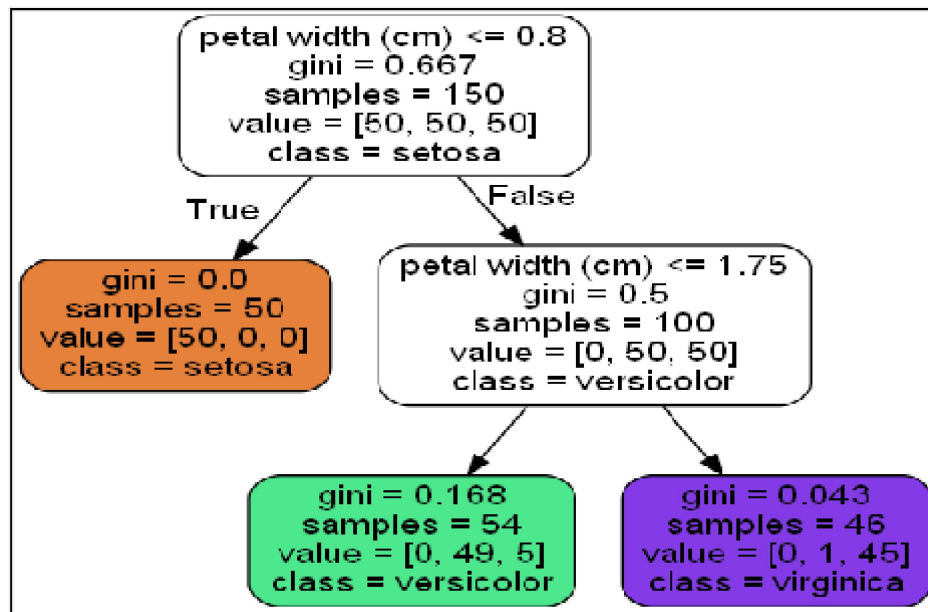 petal width (cm) <= 0.8
gini = 0.667
samples = 150
value = [50, 50, 50]
class = setosa
True
False
gini = 0.0
samples = 50
value = [50, 0, 0]
class = setosa
petal width (cm) <= 1.75
gini = 0.5
samples = 100
value = [0, 50, 50]
class = versicolor
gini = 0.168
samples = 54
value = [0, 49, 5]
class = versicolor
gini = 0.043
samples = 46
value = [0, 1, 45]
class = virginica